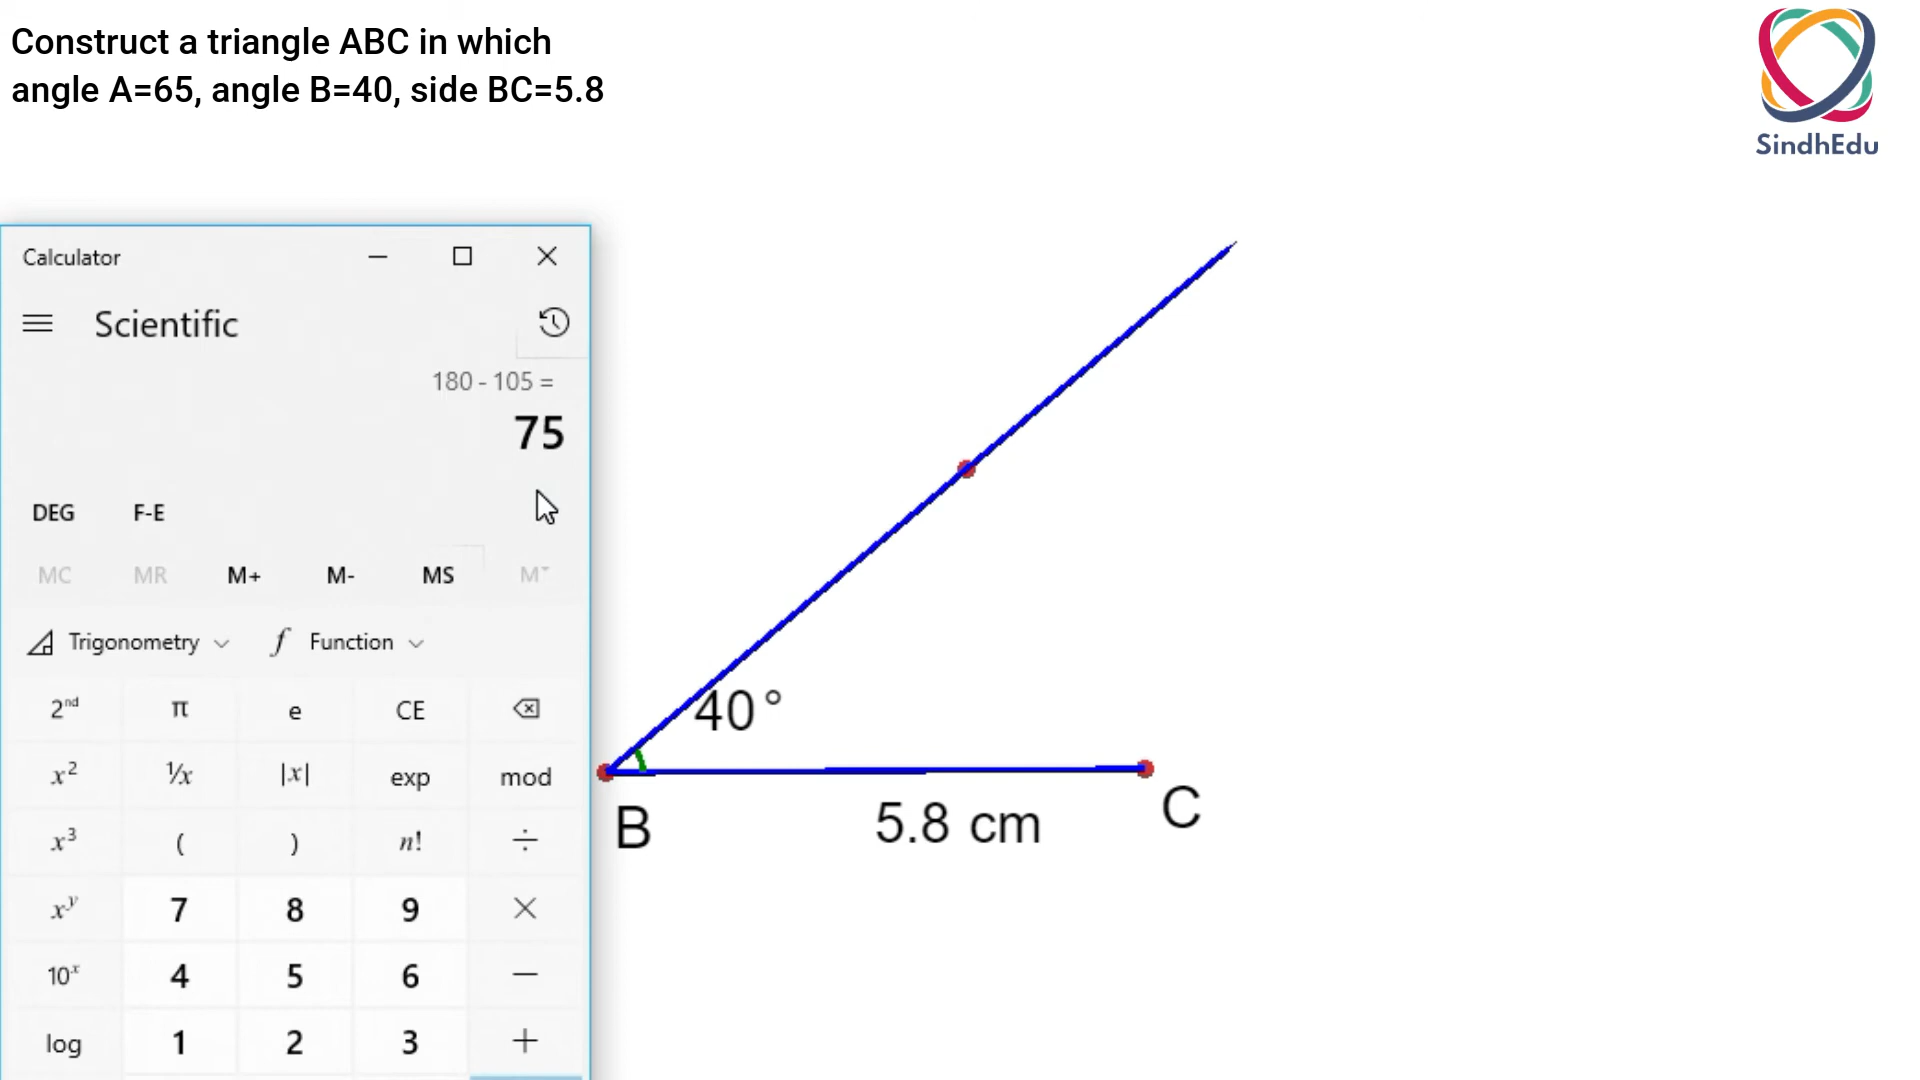 Construct a triangle ABC in which
angle A=65, angle B=40, side BC=5.8
SindhEdu
Calculator
Scientific
180 - 105 =
75
DEG F-E
MC MR M+ M- MS M˅
Trigonometry f Function
2ⁿᵈ π e CE
x² ¹/x |x| exp mod
x³ ( ) n! ÷
xʸ 7 8 9 ×
10ˣ 4 5 6 −
log 1 2 3 +
40°
B
5.8 cm
C